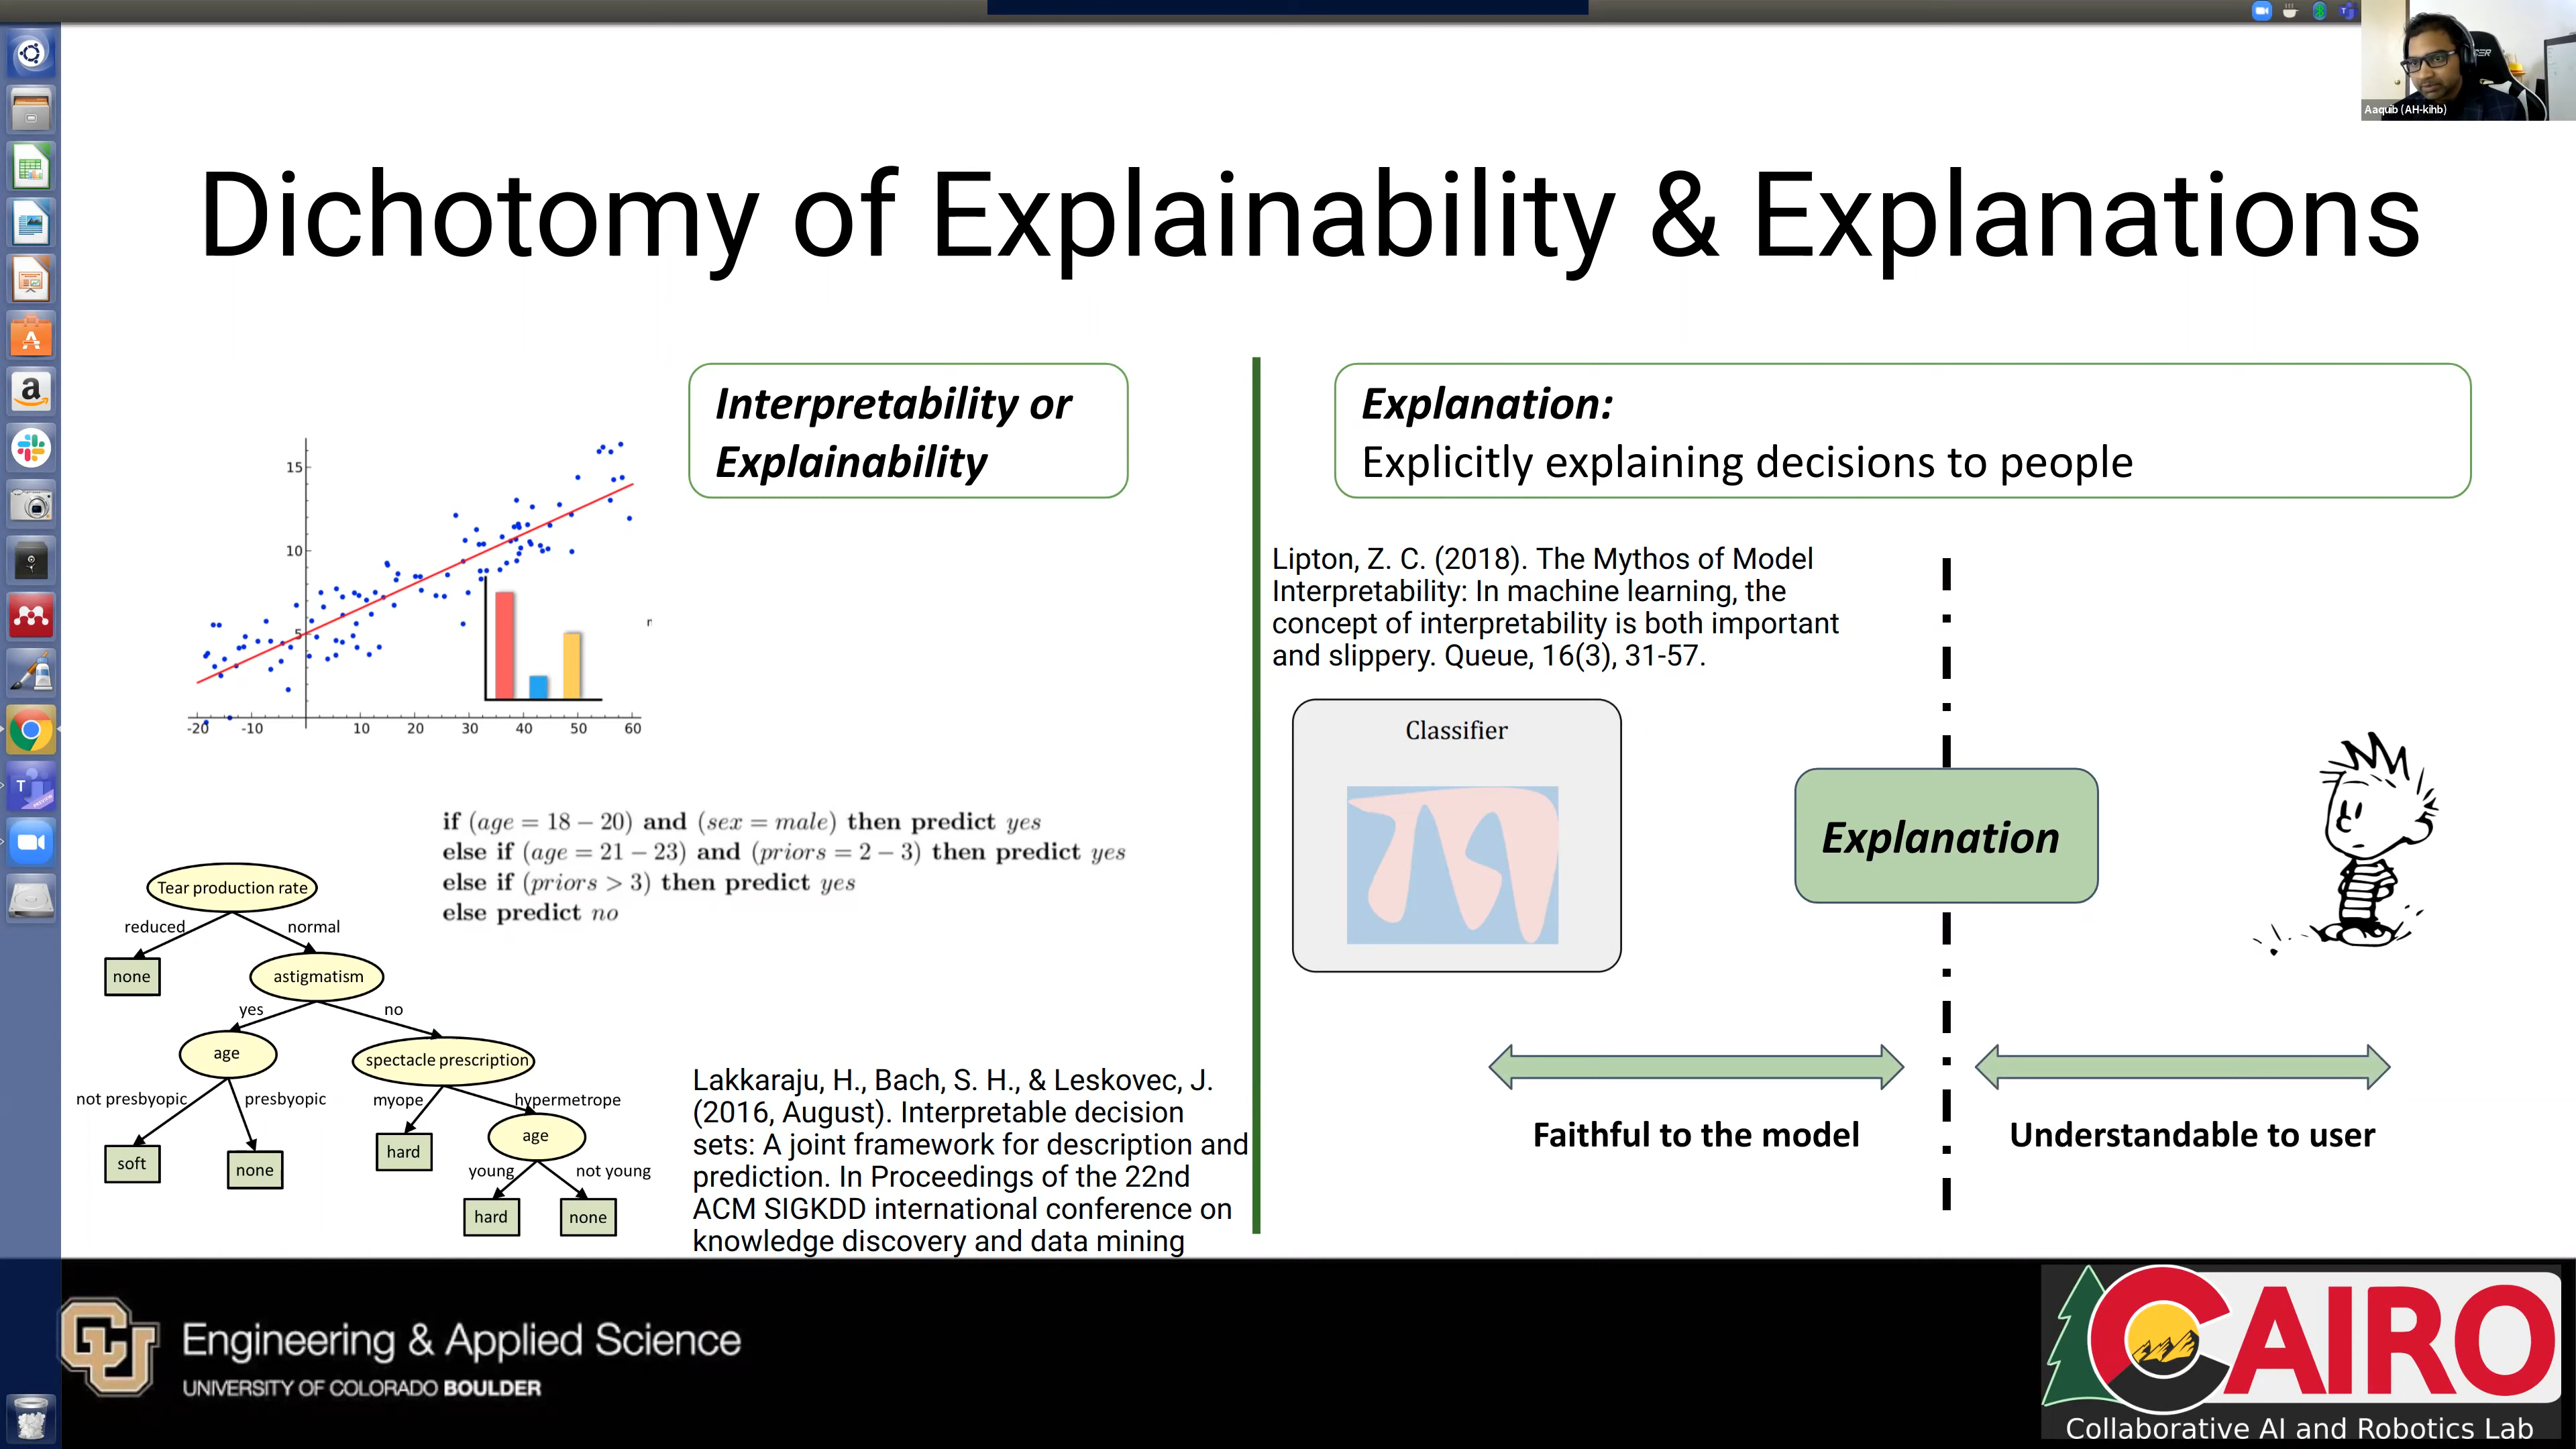 Aaquib (AH-kihb)
Dichotomy of Explainability & Explanations
Interpretability or
Explainability
15
10
5
-20 -10 10 20 30 40 50 60
if (age = 18 − 20) and (sex = male) then predict yes
else if (age = 21 − 23) and (priors = 2 − 3) then predict yes
else if (priors > 3) then predict yes
else predict no
Tear production rate
reduced normal
none astigmatism
yes no
age spectacle prescription
not presbyopic presbyopic myope hypermetrope
soft none hard age
young not young
hard none
Lakkaraju, H., Bach, S. H., & Leskovec, J.
(2016, August). Interpretable decision
sets: A joint framework for description and
prediction. In Proceedings of the 22nd
ACM SIGKDD international conference on
knowledge discovery and data mining
Explanation:
Explicitly explaining decisions to people
Lipton, Z. C. (2018). The Mythos of Model
Interpretability: In machine learning, the
concept of interpretability is both important
and slippery. Queue, 16(3), 31-57.
Classifier
Explanation
Faithful to the model Understandable to user
CU Engineering & Applied Science
UNIVERSITY OF COLORADO BOULDER
CAIRO
Collaborative AI and Robotics Lab